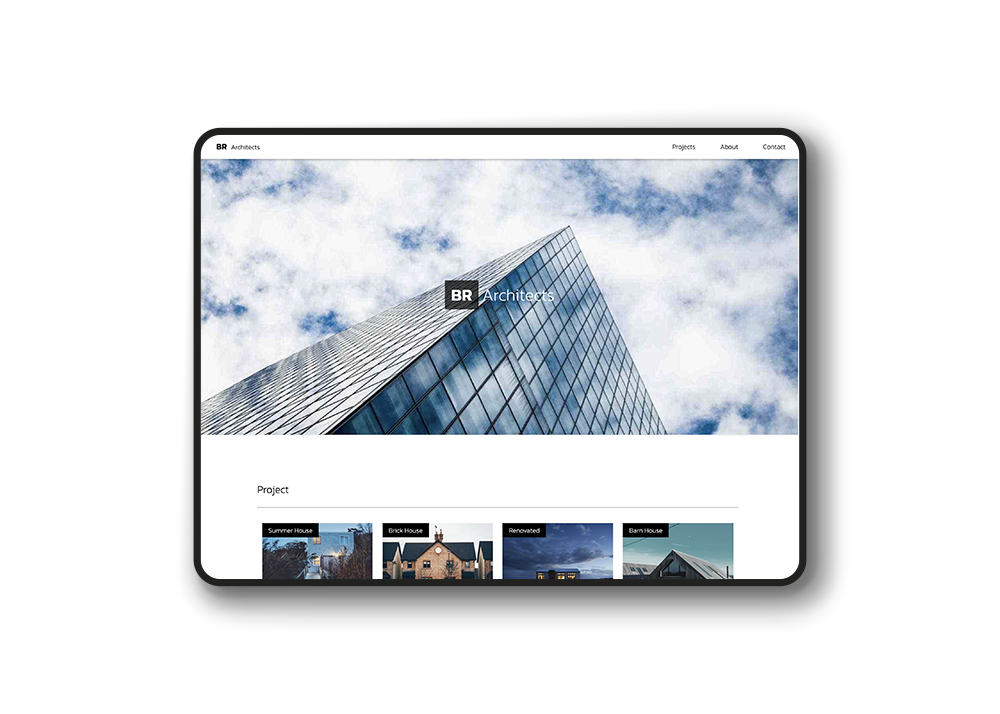 BR Architects
Projects About Contact
BR Architects
Project
Summer House
Brick House
Renovated
Barn House